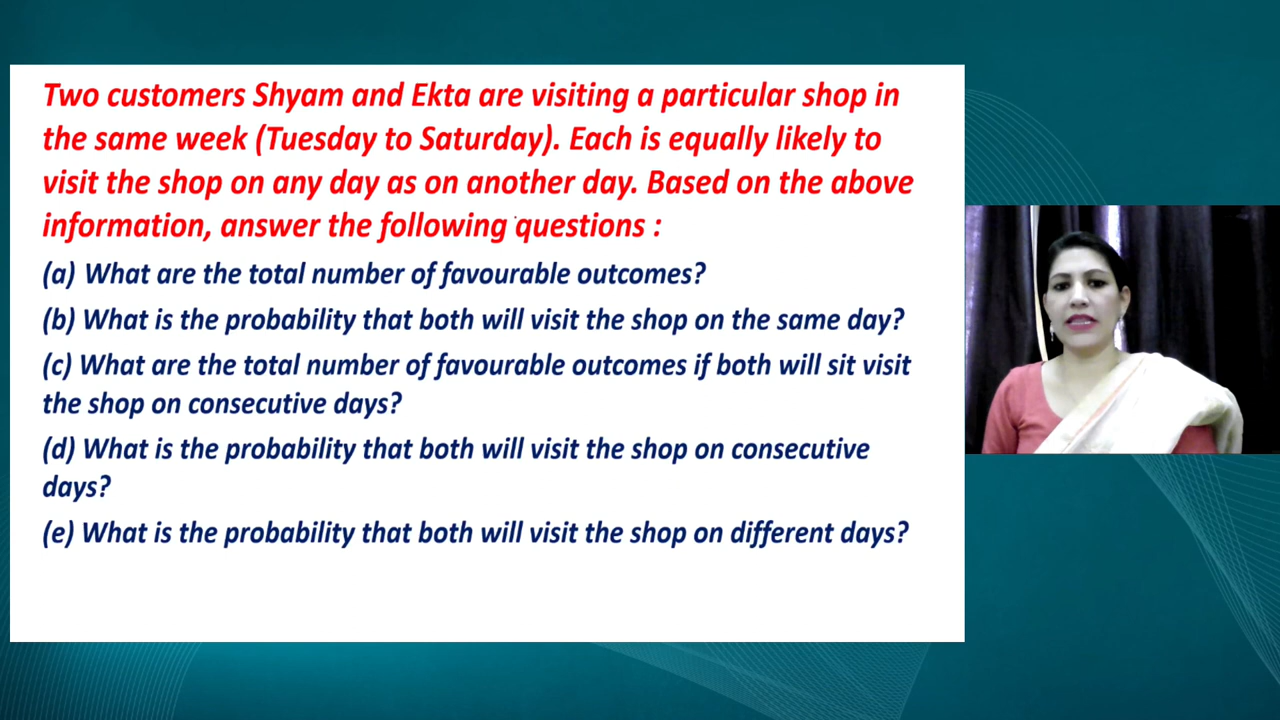 Two customers Shyam and Ekta are visiting a particular shop in
the same week (Tuesday to Saturday). Each is equally likely to
visit the shop on any day as on another day. Based on the above
information, answer the following questions :
(a) What are the total number of favourable outcomes?
(b) What is the probability that both will visit the shop on the same day?
(c) What are the total number of favourable outcomes if both will sit visit
the shop on consecutive days?
(d) What is the probability that both will visit the shop on consecutive
days?
(e) What is the probability that both will visit the shop on different days?